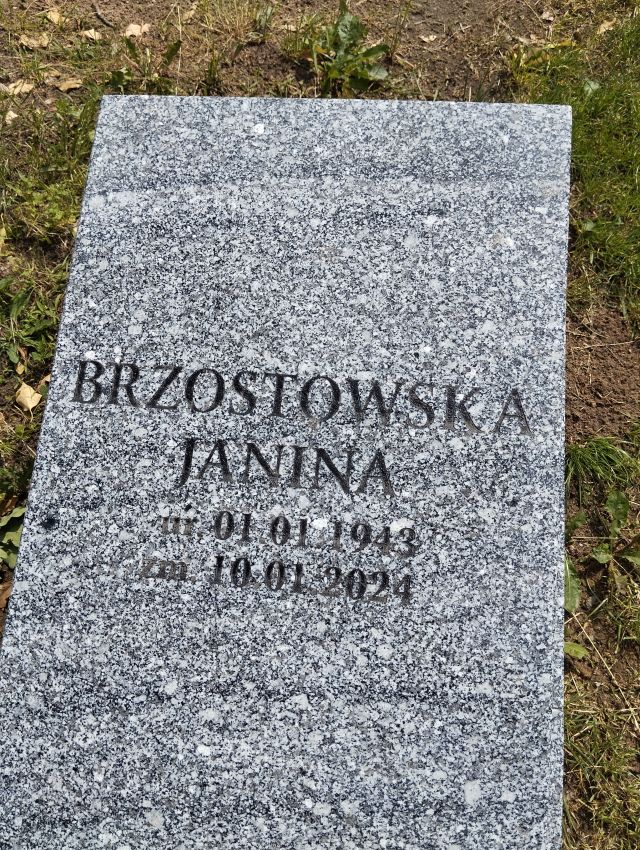 BRZOSTOWSKA
JANINA
ur. 01.01.1943
zm. 10.01.2024